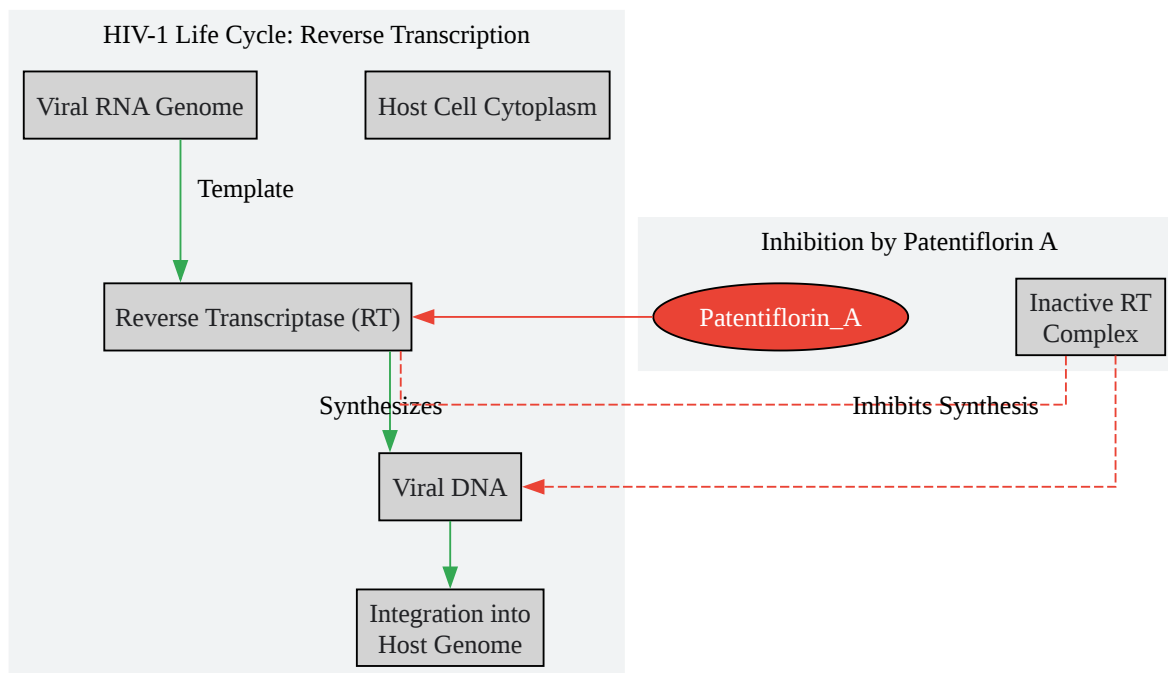 HIV-1 Life Cycle: Reverse Transcription
Viral RNA Genome
Host Cell Cytoplasm
Template
Inhibition by Patentiflorin A
Reverse Transcriptase (RT)
Patentiflorin_A
Inactive RT
Complex
Synthesizes
Inhibits Synthesis
Viral DNA
Integration into
Host Genome